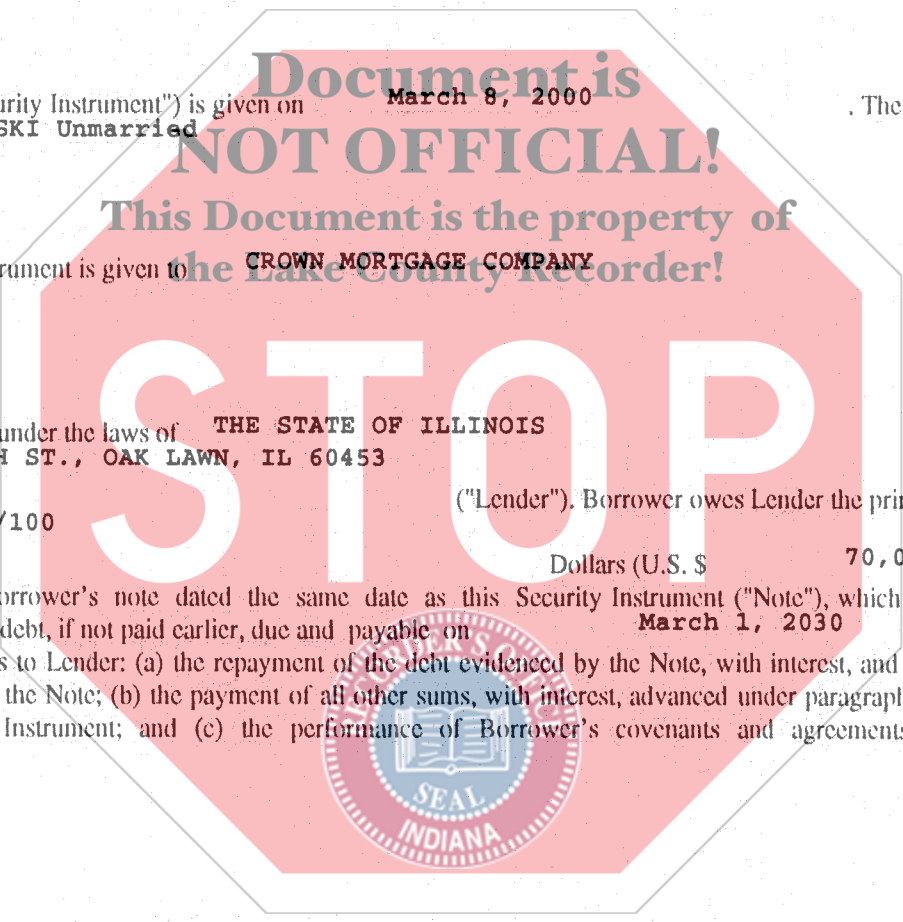 Document is
urity Instrument") is given on March 8, 2000 . The
SKI Unmarried
NOT OFFICIAL!
This Document is the property of
the Lake County Recorder!
trument is given to CROWN MORTGAGE COMPANY
STOP
under the laws of THE STATE OF ILLINOIS
H ST., OAK LAWN, IL 60453
("Lender"). Borrower owes Lender the prin
/100
Dollars (U.S. $ 70,0
orrower's note dated the same date as this Security Instrument ("Note"), which
debt, if not paid earlier, due and payable on March 1, 2030
s to Lender: (a) the repayment of the debt evidenced by the Note, with interest, and
the Note; (b) the payment of all other sums, with interest, advanced under paragraph
Instrument; and (c) the performance of Borrower's covenants and agreements
RECORDER'S OFFICE
SEAL
INDIANA